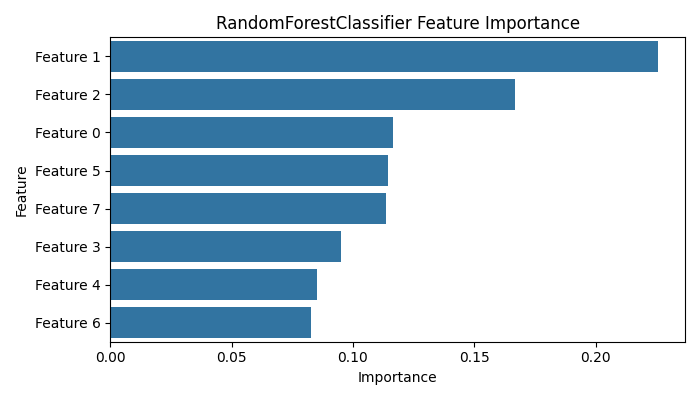 RandomForestClassifier Feature Importance
Feature 1
Feature 2
Feature 0
Feature 5
Feature 7
Feature 3
Feature 4
Feature 6
Feature
0.00 0.05 0.10 0.15 0.20
Importance